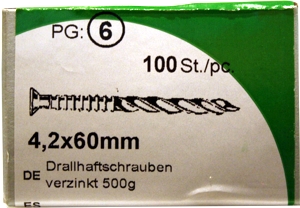 PG: 6
100 St./pc.
4,2x60mm
DE Drallhaftschrauben
verzinkt 500g
ES